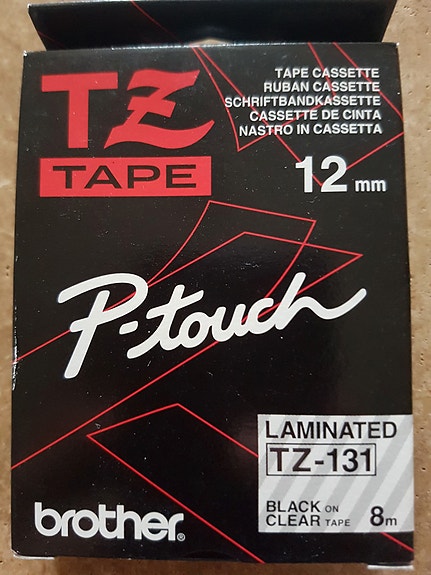 TZ
TAPE
TAPE CASSETTE
RUBAN CASSETTE
SCHRIFTBANDKASSETTE
CASSETTE DE CINTA
NASTRO IN CASSETTA
12 mm
P-touch
LAMINATED
TZ-131
BLACK ON
CLEAR TAPE 8m
brother®